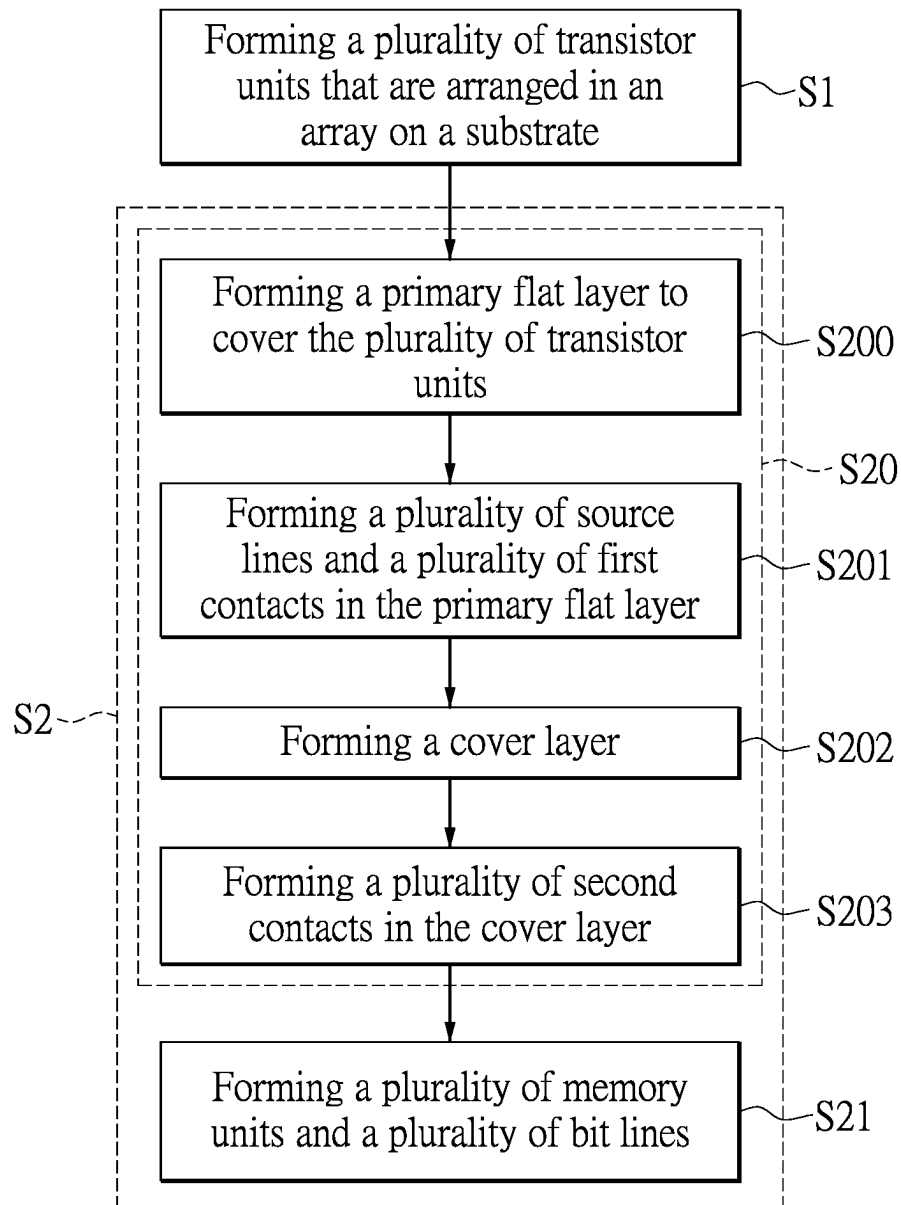 Forming a plurality of transistor
units that are arranged in an
array on a substrate
S1
Forming a primary flat layer to
cover the plurality of transistor
units
S200
S20
Forming a plurality of source
lines and a plurality of first
contacts in the primary flat layer
S201
S2
Forming a cover layer
S202
Forming a plurality of second
contacts in the cover layer
S203
Forming a plurality of memory
units and a plurality of bit lines
S21